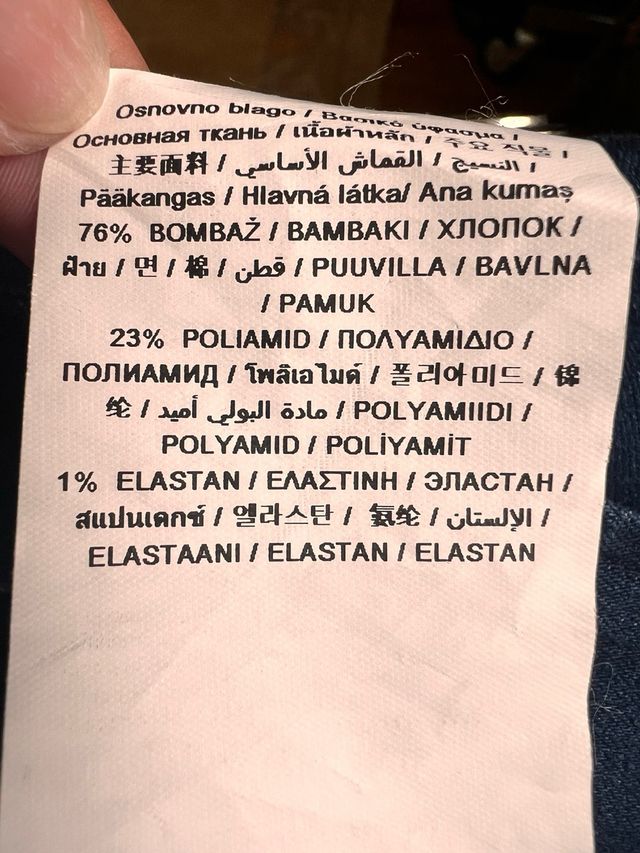 Osnovno blago / Βασικό ύφασμα /
Основная ткань / เนื้อผ้าหลัก / 주요 직물 /
主要面料 / القماش الأساسي / النسيج /
Pääkangas / Hlavná látka/ Ana kumaş
76% BOMBAŽ / BAMBAKI / ХЛОПОК /
ฝ้าย / 면 / 棉 / قطن / PUUVILLA / BAVLNA
/ PAMUK
23% POLIAMID / ΠΟΛΥΑΜΙΔΙΟ /
ПОЛИАМИД / โพลิเอไมด์ / 폴리아미드 / 锦
纶 / مادة البولي أميد / POLYAMIIDI /
POLYAMID / POLİYAMİT
1% ELASTAN / ΕΛΑΣΤΙΝΗ / ЭЛАСТАН /
สแปนเดกซ์ / 엘라스탄 / 氨纶 / الإلستان /
ELASTAANI / ELASTAN / ELASTAN